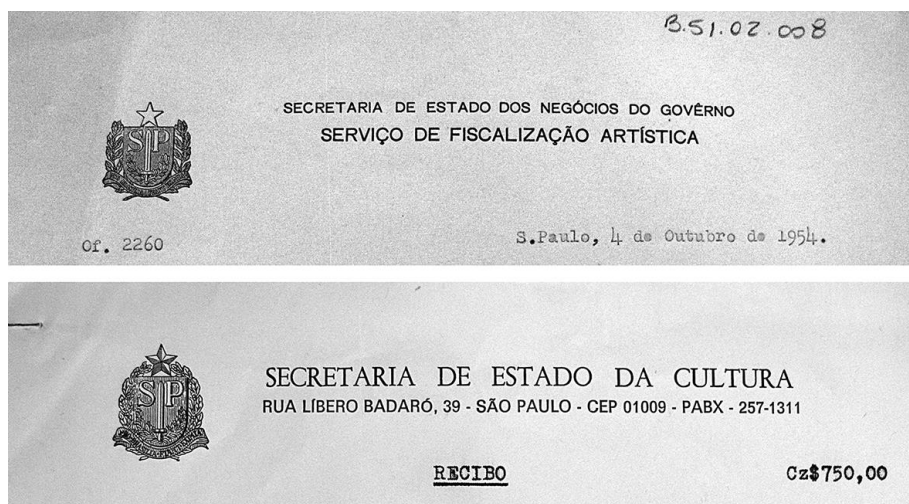 B.51.02.008
SECRETARIA DE ESTADO DOS NEGÓCIOS DO GOVÊRNO
SERVIÇO DE FISCALIZAÇÃO ARTÍSTICA
SP
Of. 2260
S.Paulo, 4 de Outubro de 1954.
SECRETARIA DE ESTADO DA CULTURA
RUA LÍBERO BADARÓ, 39 - SÃO PAULO - CEP 01009 - PABX - 257-1311
SP
RECIBO Cz$750,00